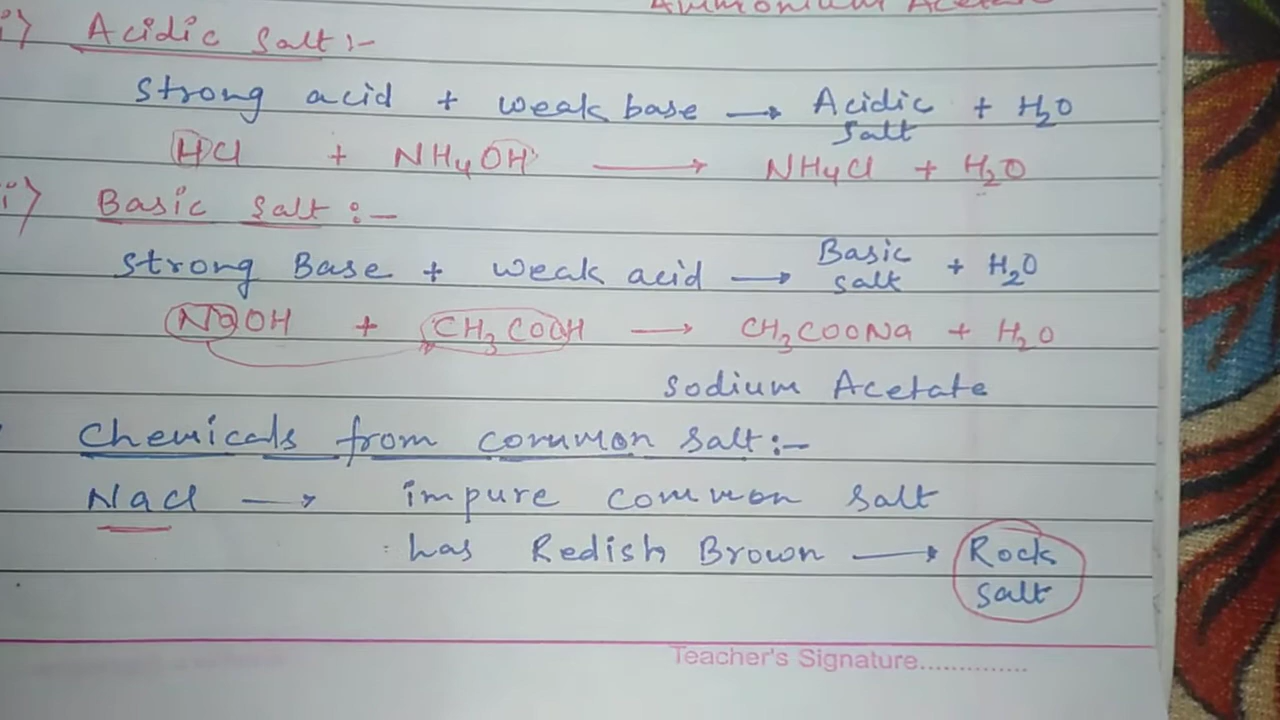 Ammonium Acetate
i) Acidic Salt :-
Strong acid + weak base → Acidic Salt + H2O
HCl + NH4OH → NH4Cl + H2O
i) Basic Salt :-
Strong Base + weak acid → Basic Salt + H2O
NaOH + CH3COOH → CH3COONa + H2O
Sodium Acetate
Chemicals from common salt :-
NaCl → impure common salt
has Redish Brown → Rock Salt
Teacher's Signature..............